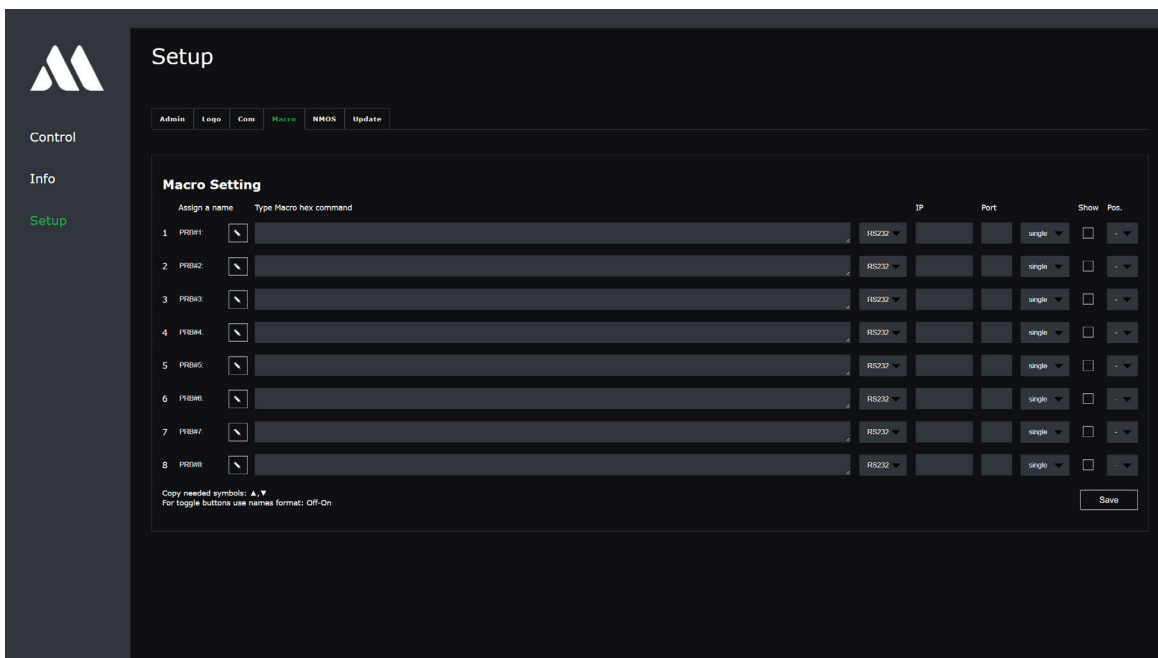 Setup
Control
Info
Setup
Admin Logo Com Macro NMOS Update
Macro Setting
Assign a name Type Macro hex command IP Port Show Pos.
1 PRB#1: RS232 single -
2 PRB#2: RS232 single -
3 PRB#3: RS232 single -
4 PRB#4: RS232 single -
5 PRB#5: RS232 single -
6 PRB#6: RS232 single -
7 PRB#7: RS232 single -
8 PRB#8: RS232 single -
Copy needed symbols: ▲,▼
For toggle buttons use names format: Off-On
Save